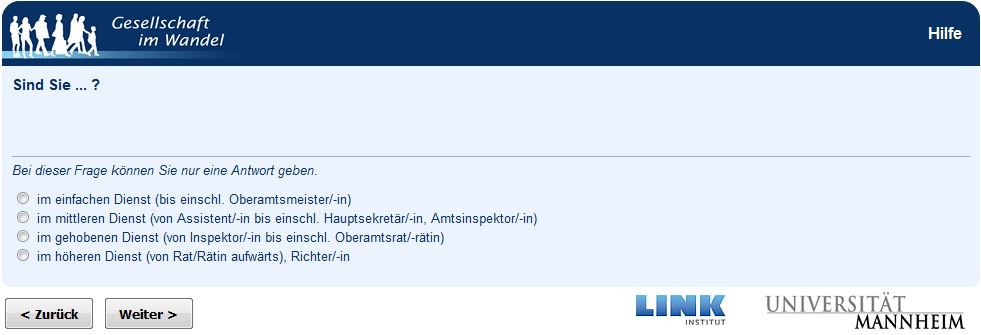 Gesellschaft
im Wandel
Hilfe
Sind Sie ... ?
Bei dieser Frage können Sie nur eine Antwort geben.
im einfachen Dienst (bis einschl. Oberamtsmeister/-in)
im mittleren Dienst (von Assistent/-in bis einschl. Hauptsekretär/-in, Amtsinspektor/-in)
im gehobenen Dienst (von Inspektor/-in bis einschl. Oberamtsrat/-rätin)
im höheren Dienst (von Rat/Rätin aufwärts), Richter/-in
< Zurück
Weiter >
LINK
INSTITUT
UNIVERSITÄT
MANNHEIM